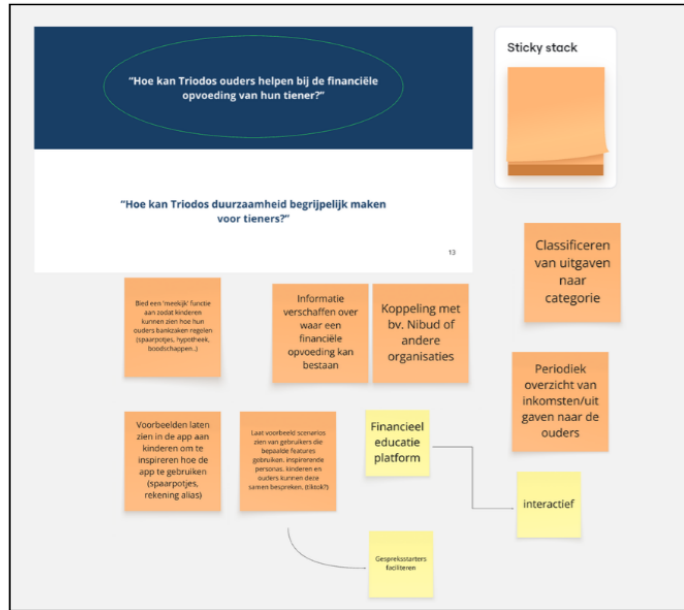 Sticky stack
"Hoe kan Triodos ouders helpen bij de financiële
opvoeding van hun tiener?"
"Hoe kan Triodos duurzaamheid begrijpelijk maken
voor tieners?"
13
Classificeren
van uitgaven
naar
categorie
Bied een 'meekijk' functie
aan zodat kinderen
kunnen zien hoe hun
ouders bankzaken regelen
(spaarpotjes, hypotheek,
boodschappen..)
Informatie
verschaffen over
waar een
financiële
opvoeding kan
bestaan
Koppeling met
bv. Nibud of
andere
organisaties
Periodiek
overzicht van
inkomsten/uit
gaven naar de
ouders
Voorbeelden laten
zien in de app aan
kinderen om te
inspireren hoe de
app te gebruiken
(spaarpotjes,
rekening alias)
Laat voorbeeld scenarios
zien van gebruikers die
bepaalde features
gebruiken. inspirerende
personas. kinderen en
ouders kunnen deze
samen bespreken. (tiktok?)
Financieel
educatie
platform
interactief
Gespreksstarters
faciliteren